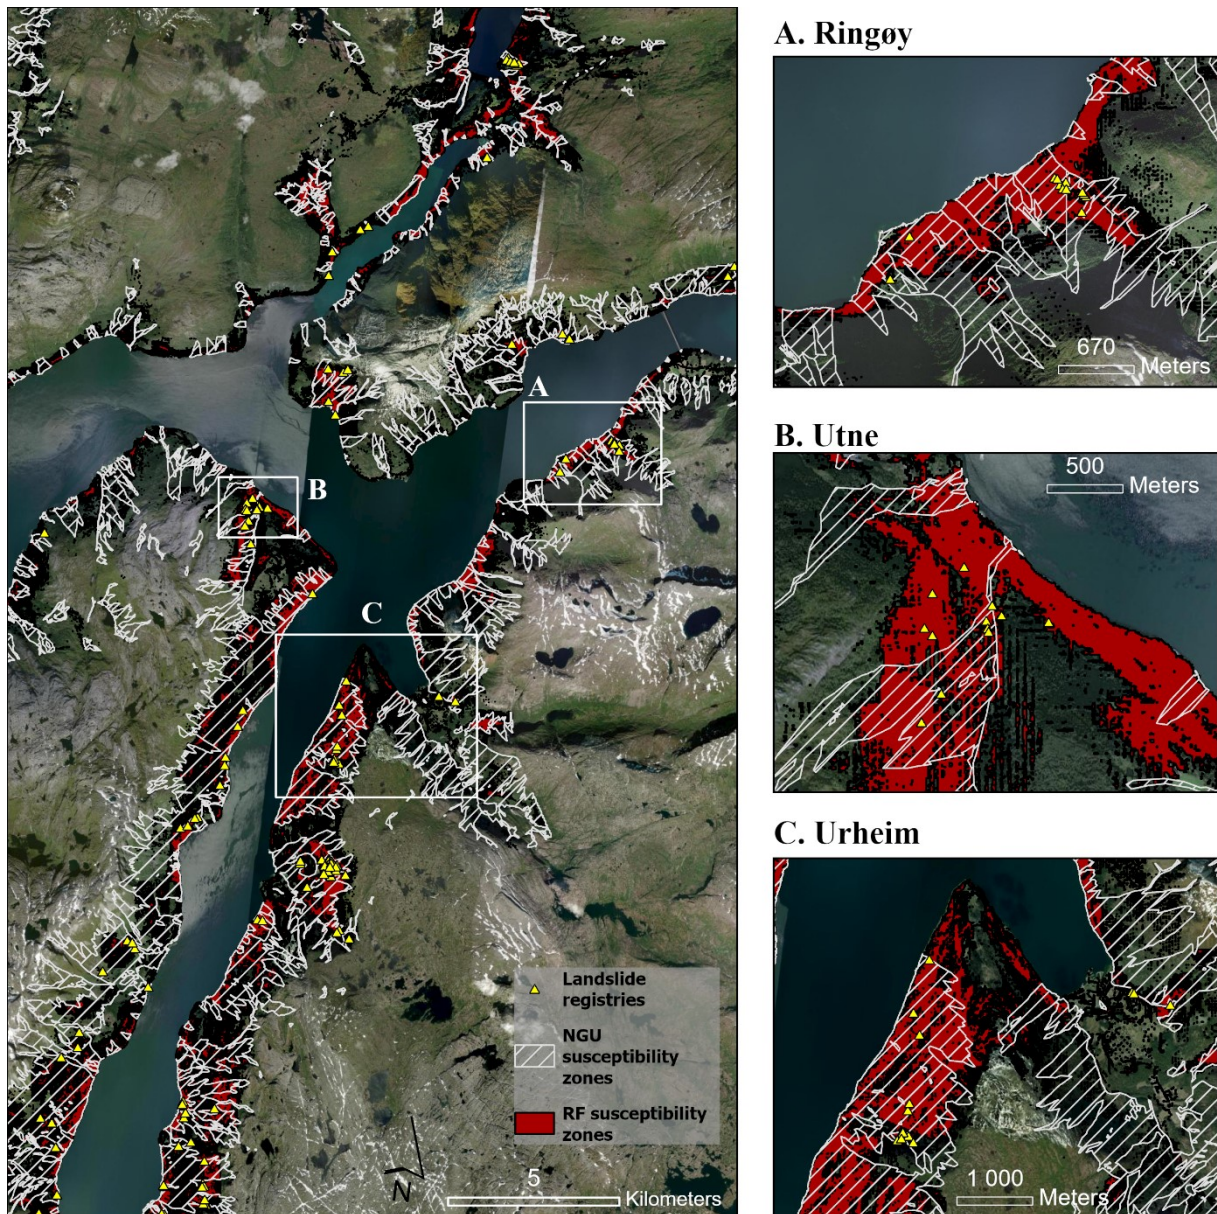 A
B
C
Landslide
registries
NGU
susceptibility
zones
RF susceptibility
zones
N
5
Kilometers
A. Ringøy
670
Meters
B. Utne
500
Meters
C. Urheim
1 000
Meters